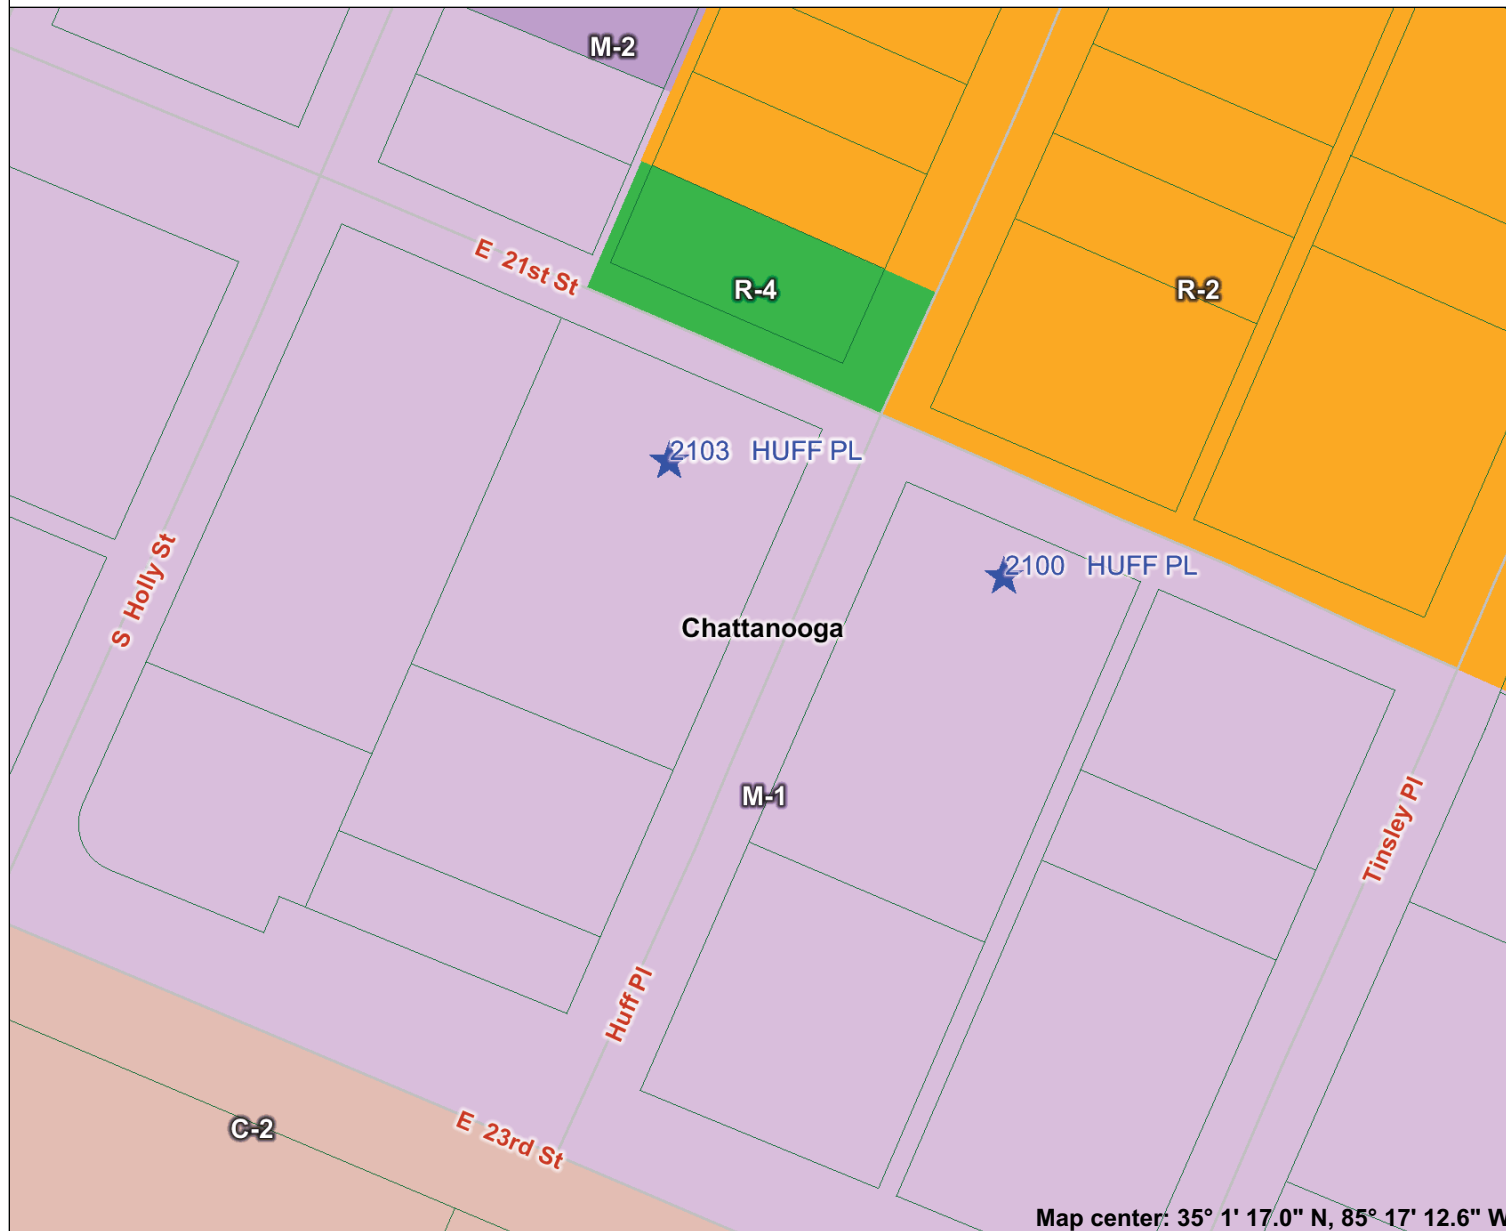 M-2
E 21st St
R-4
R-2
2103 HUFF PL
2100 HUFF PL
S Holly St
Chattanooga
M-1
Tinsley Pl
Huff Pl
C-2
E 23rd St
Map center: 35° 1' 17.0" N, 85° 17' 12.6" W